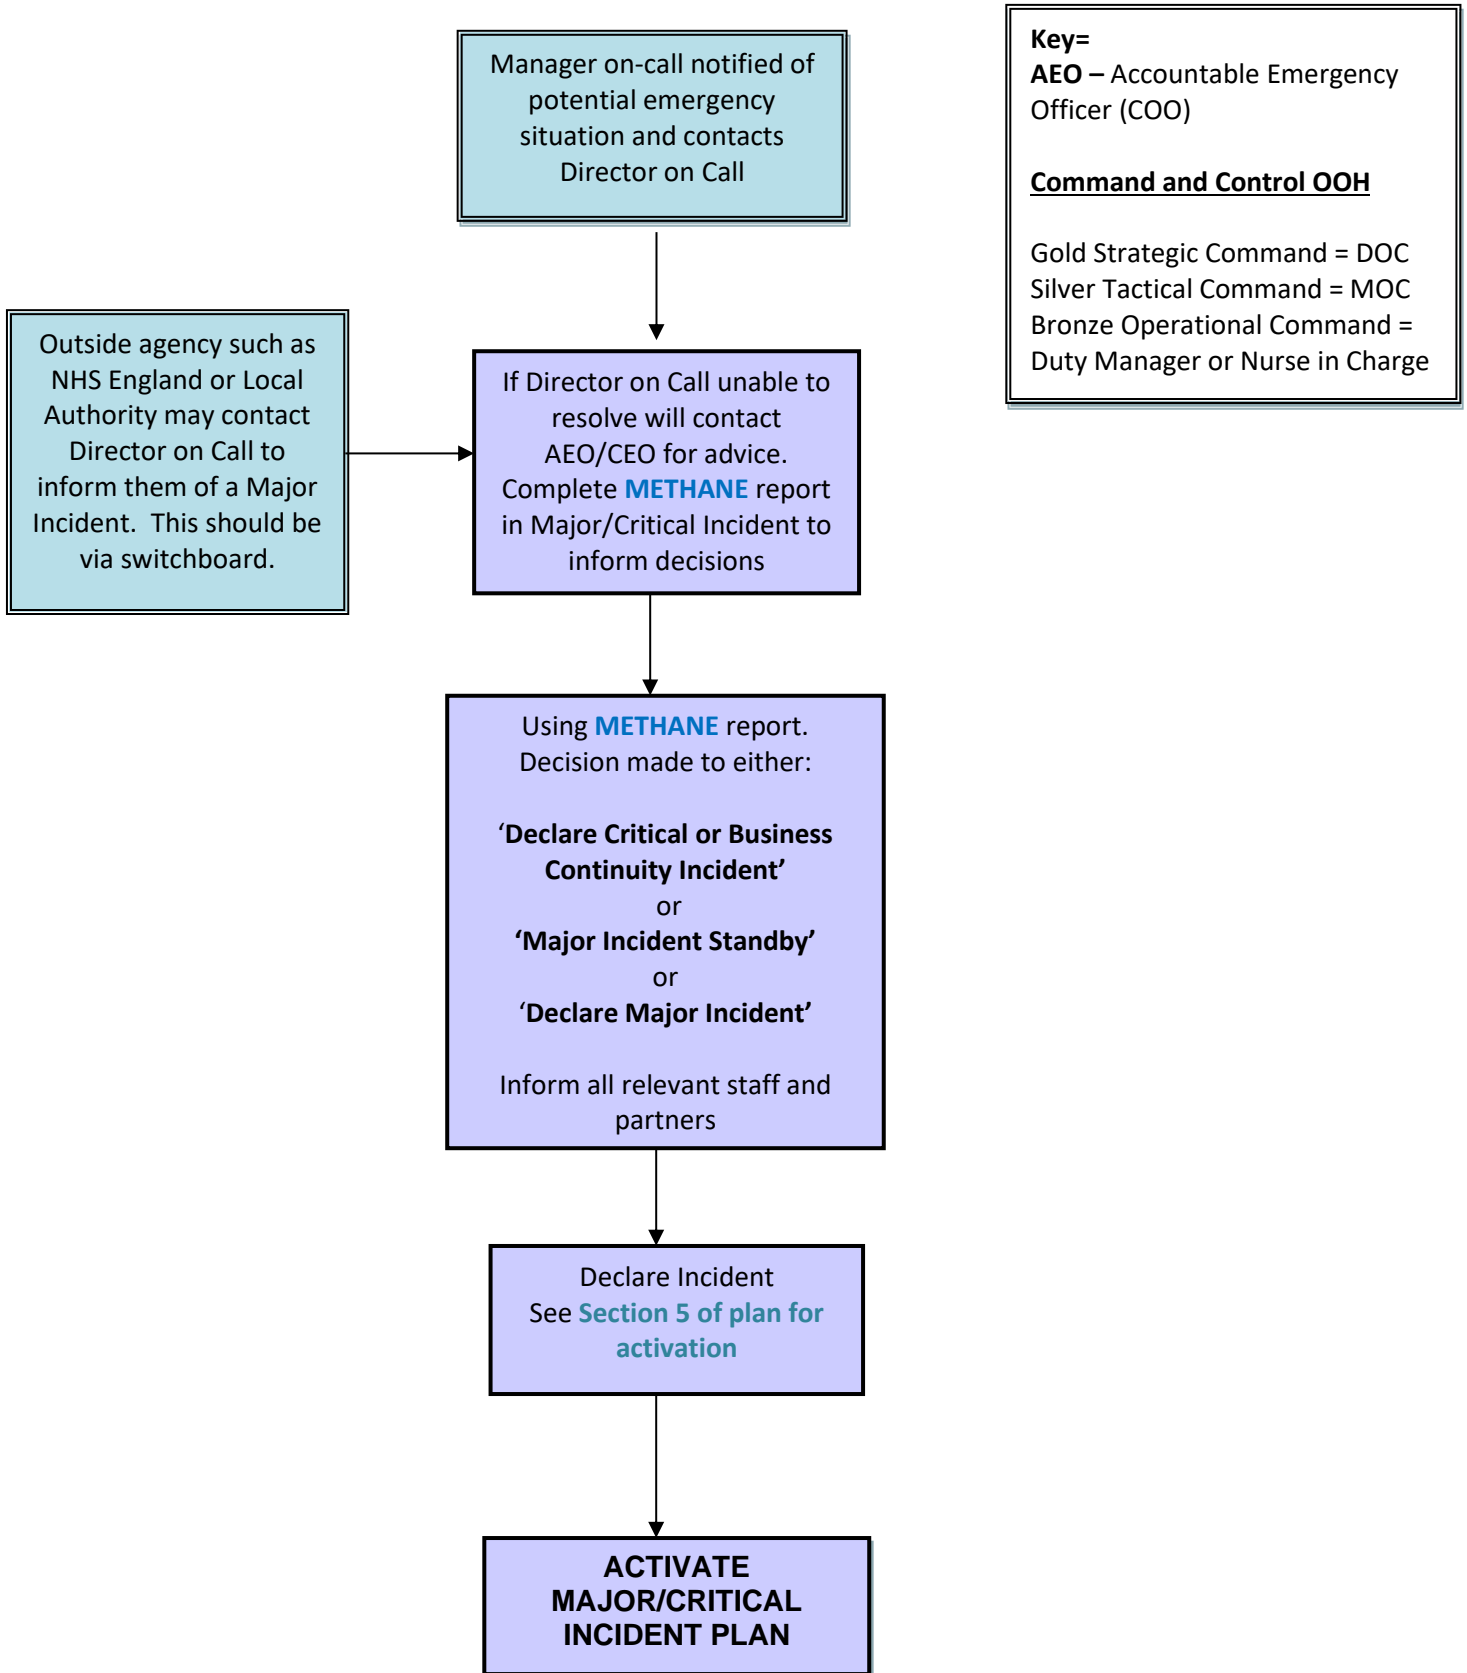 Manager on-call notified of
potential emergency
situation and contacts
Director on Call
Key=
AEO – Accountable Emergency
Officer (COO)
Command and Control OOH
Gold Strategic Command = DOC
Silver Tactical Command = MOC
Bronze Operational Command =
Duty Manager or Nurse in Charge
Outside agency such as
NHS England or Local
Authority may contact
Director on Call to
inform them of a Major
Incident.  This should be
via switchboard.
If Director on Call unable to
resolve will contact
AEO/CEO for advice.
Complete METHANE report
in Major/Critical Incident to
inform decisions
Using METHANE report.
Decision made to either:
‘Declare Critical or Business
Continuity Incident’
or
‘Major Incident Standby’
or
‘Declare Major Incident’
Inform all relevant staff and
partners
Declare Incident
See Section 5 of plan for
activation
ACTIVATE
MAJOR/CRITICAL
INCIDENT PLAN